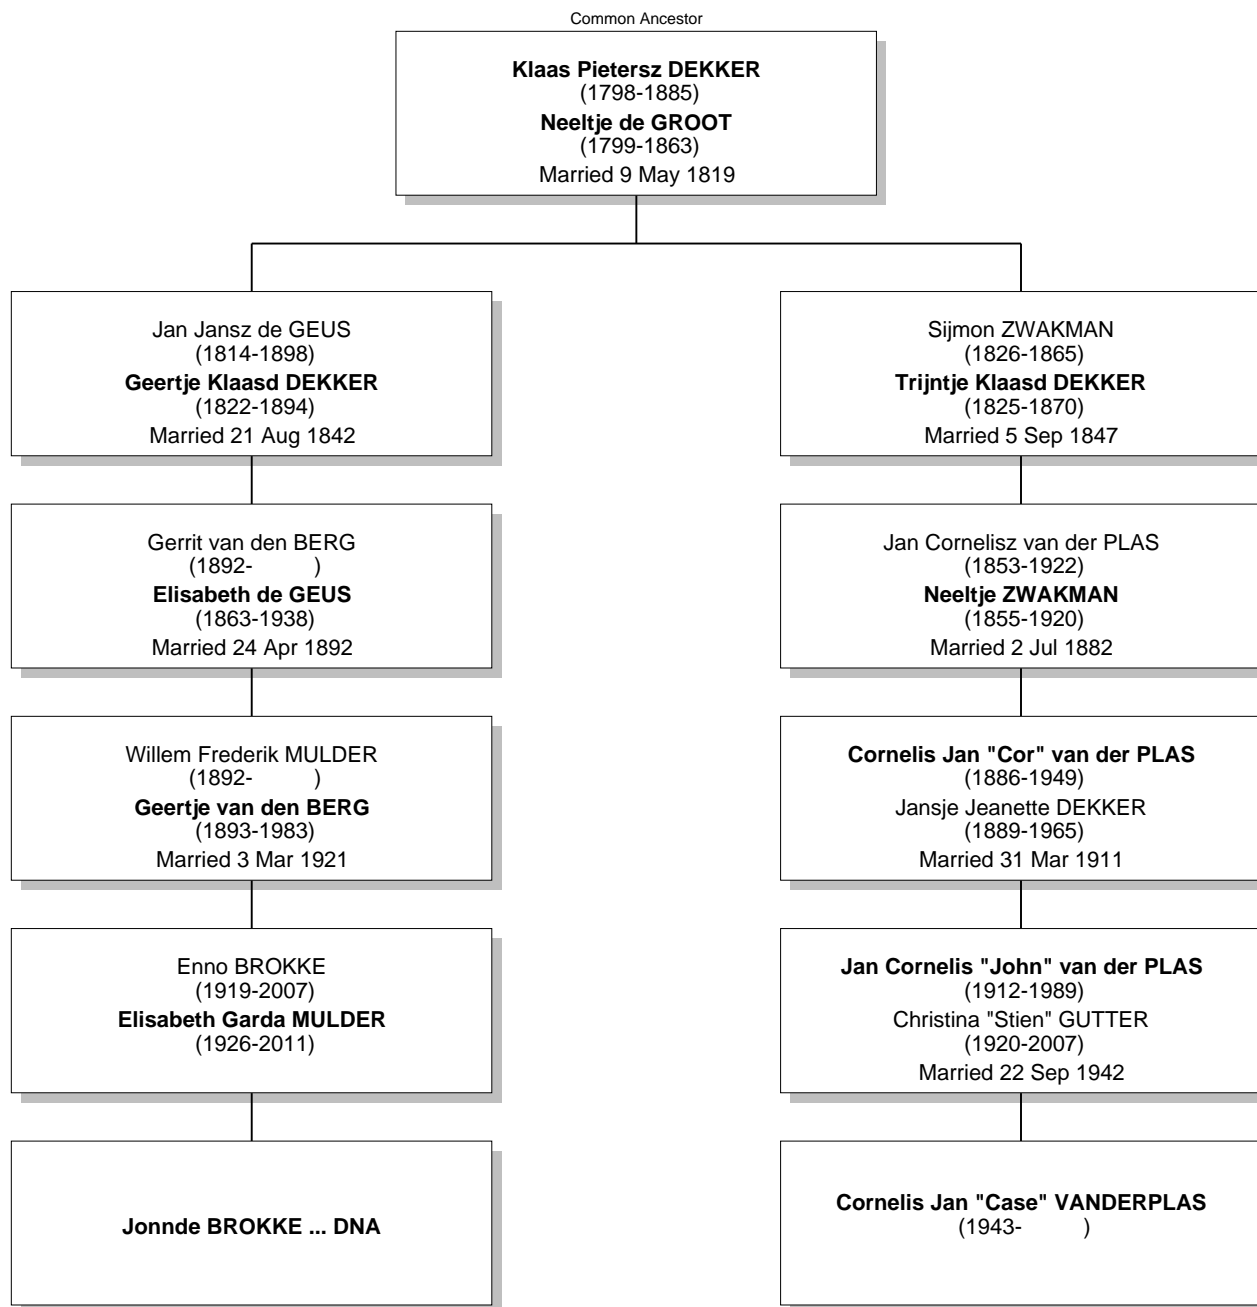 Common Ancestor
Klaas Pietersz DEKKER
(1798-1885)
Neeltje de GROOT
(1799-1863)
Married 9 May 1819
Jan Jansz de GEUS
(1814-1898)
Geertje Klaasd DEKKER
(1822-1894)
Married 21 Aug 1842
Sijmon ZWAKMAN
(1826-1865)
Trijntje Klaasd DEKKER
(1825-1870)
Married 5 Sep 1847
Gerrit van den BERG
(1892- )
Elisabeth de GEUS
(1863-1938)
Married 24 Apr 1892
Jan Cornelisz van der PLAS
(1853-1922)
Neeltje ZWAKMAN
(1855-1920)
Married 2 Jul 1882
Willem Frederik MULDER
(1892- )
Geertje van den BERG
(1893-1983)
Married 3 Mar 1921
Cornelis Jan "Cor" van der PLAS
(1886-1949)
Jansje Jeanette DEKKER
(1889-1965)
Married 31 Mar 1911
Enno BROKKE
(1919-2007)
Elisabeth Garda MULDER
(1926-2011)
Jan Cornelis "John" van der PLAS
(1912-1989)
Christina "Stien" GUTTER
(1920-2007)
Married 22 Sep 1942
Jonnde BROKKE ... DNA
Cornelis Jan "Case" VANDERPLAS
(1943- )